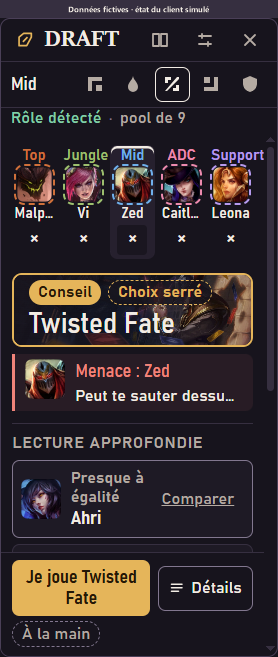 Données fictives · état du client simulé
DRAFT
Mid
Rôle détecté · pool de 9
Top Jungle Mid ADC Support
Malp... Vi Zed Caitl... Leona
× × × × ×
Conseil Choix serré
Twisted Fate
Menace : Zed
Peut te sauter dessu...
LECTURE APPROFONDIE
Presque à
égalité
Ahri
Comparer
Je joue Twisted
Fate
Détails
À la main